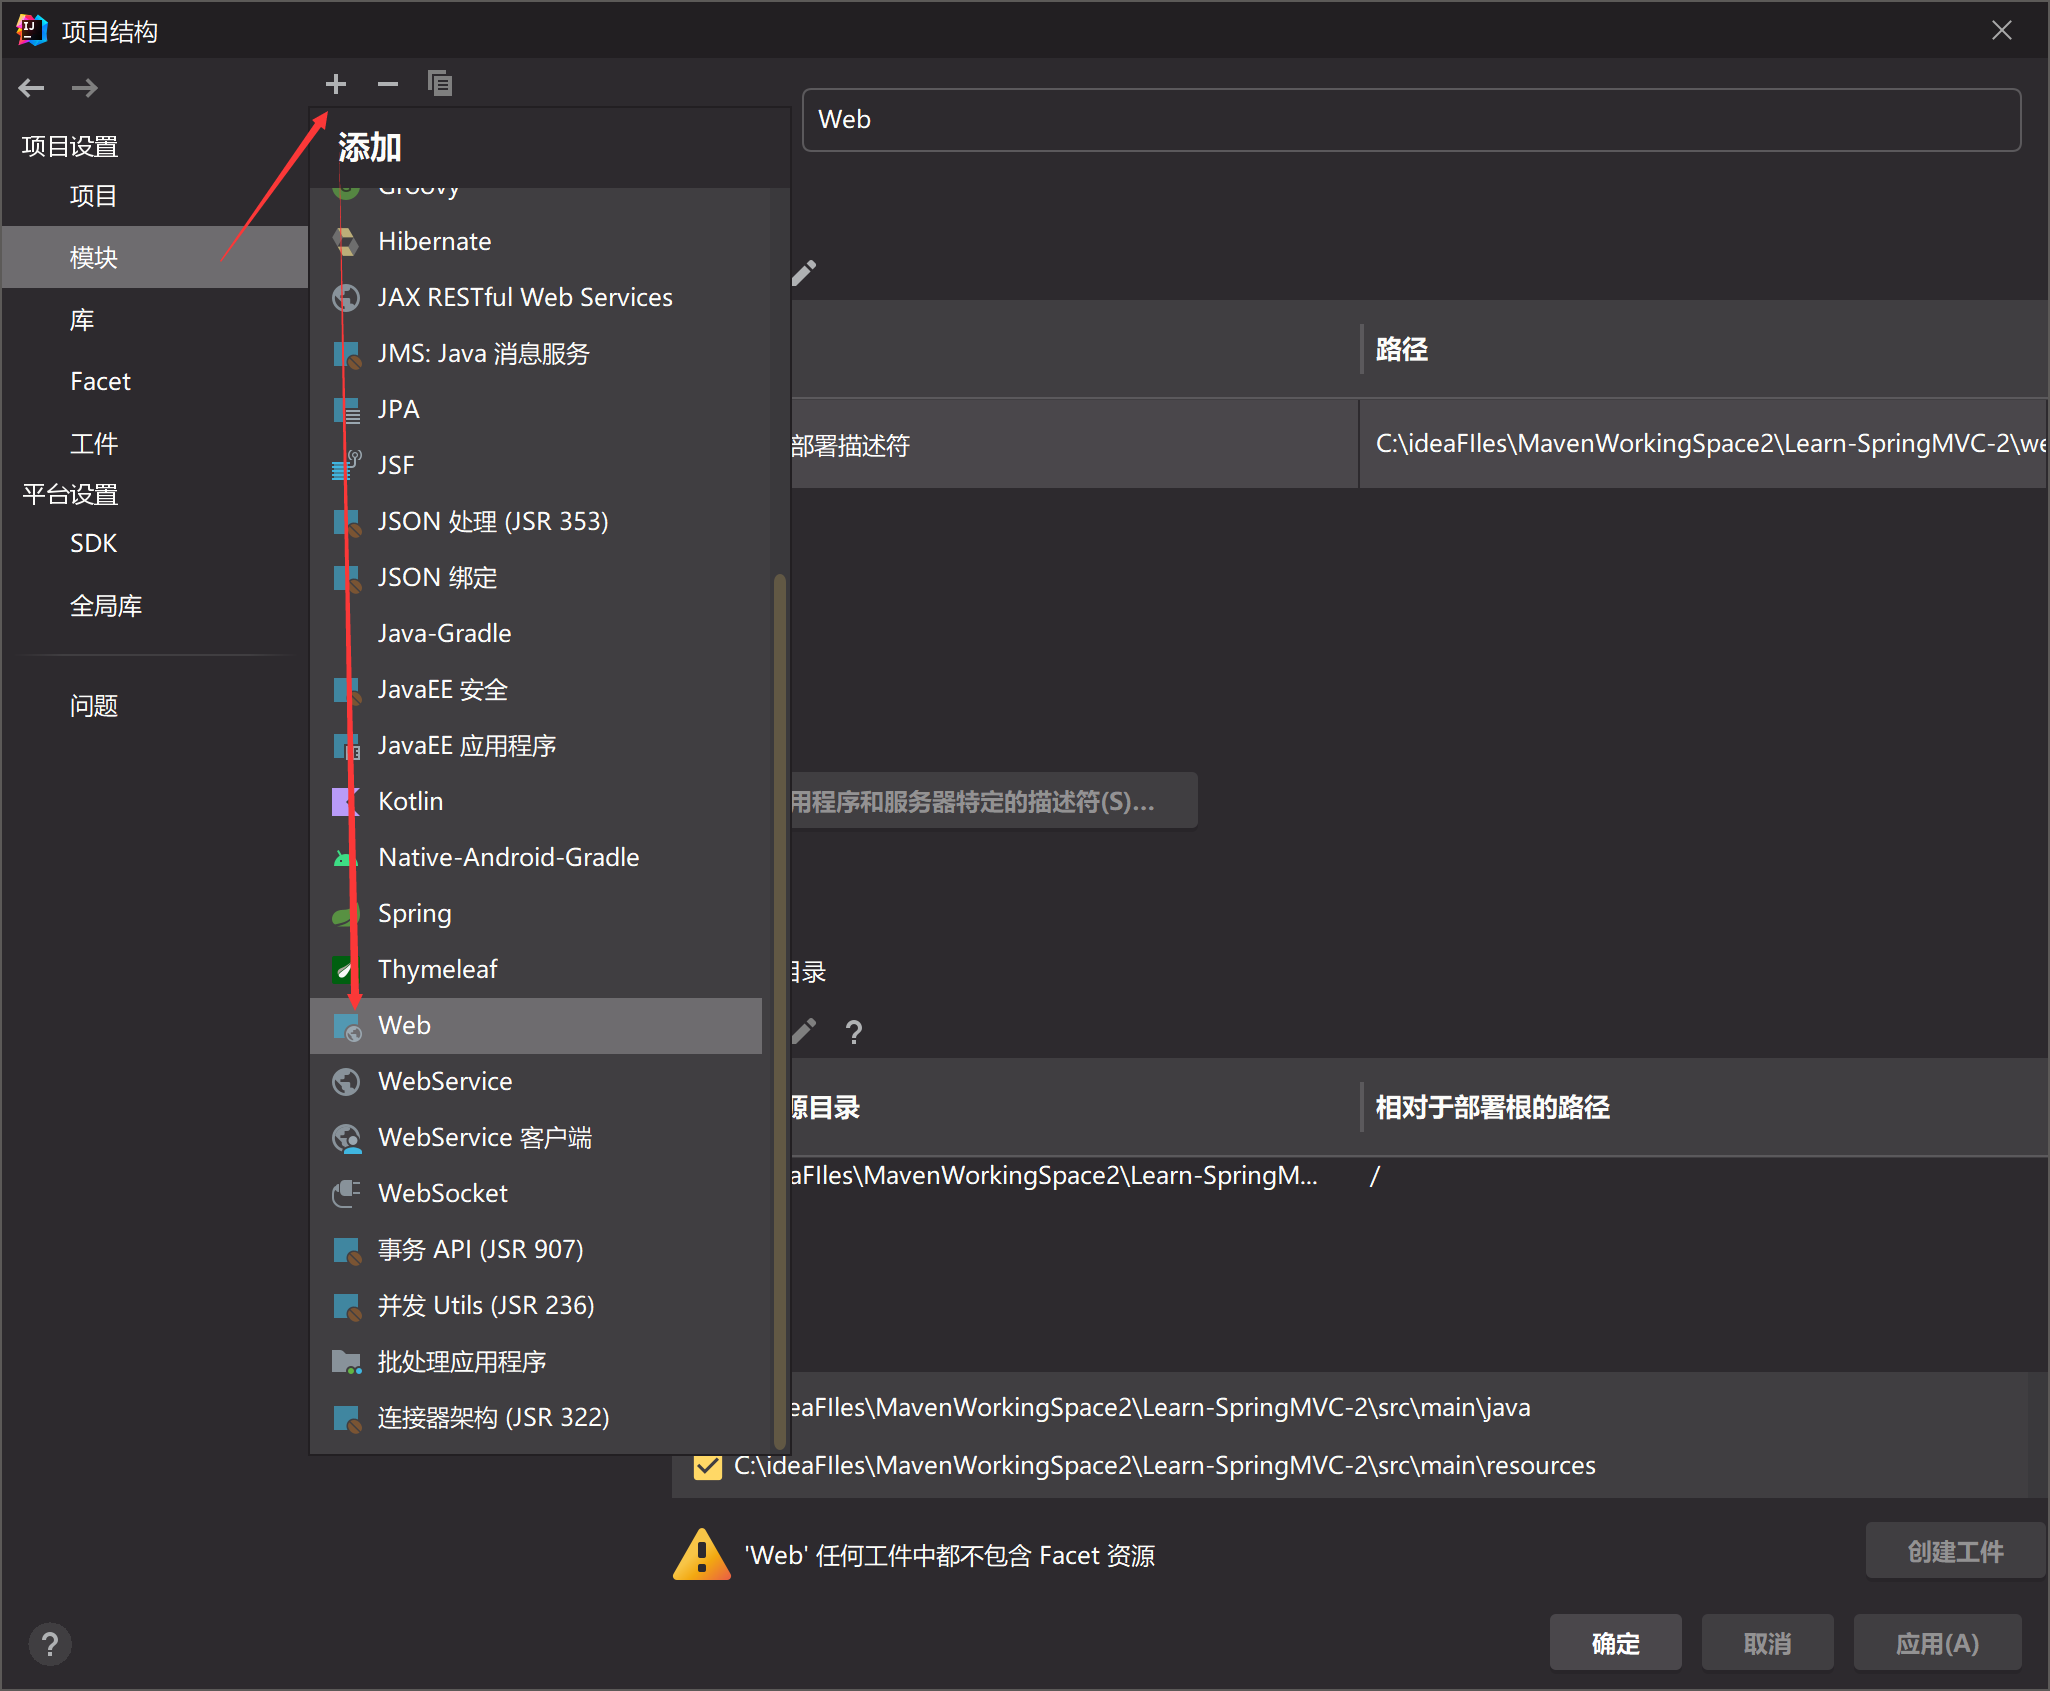 项目结构
项目设置
项目
模块
库
Facet
工件
平台设置
SDK
全局库
问题
添加
Groovy
Hibernate
JAX RESTful Web Services
JMS: Java 消息服务
JPA
JSF
JSON 处理 (JSR 353)
JSON 绑定
Java-Gradle
JavaEE 安全
JavaEE 应用程序
Kotlin
Native-Android-Gradle
Spring
Thymeleaf
Web
WebService
WebService 客户端
WebSocket
事务 API (JSR 907)
并发 Utils (JSR 236)
批处理应用程序
连接器架构 (JSR 322)
Web
路径
部署描述符
C:\ideaFIles\MavenWorkingSpace2\Learn-SpringMVC-2\we
用程序和服务器特定的描述符(S)...
目录
?
源目录
相对于部署根的路径
eaFIles\MavenWorkingSpace2\Learn-SpringM...
/
eaFIles\MavenWorkingSpace2\Learn-SpringMVC-2\src\main\java
C:\ideaFIles\MavenWorkingSpace2\Learn-SpringMVC-2\src\main\resources
'Web' 任何工件中都不包含 Facet 资源
创建工件
?
确定
取消
应用(A)